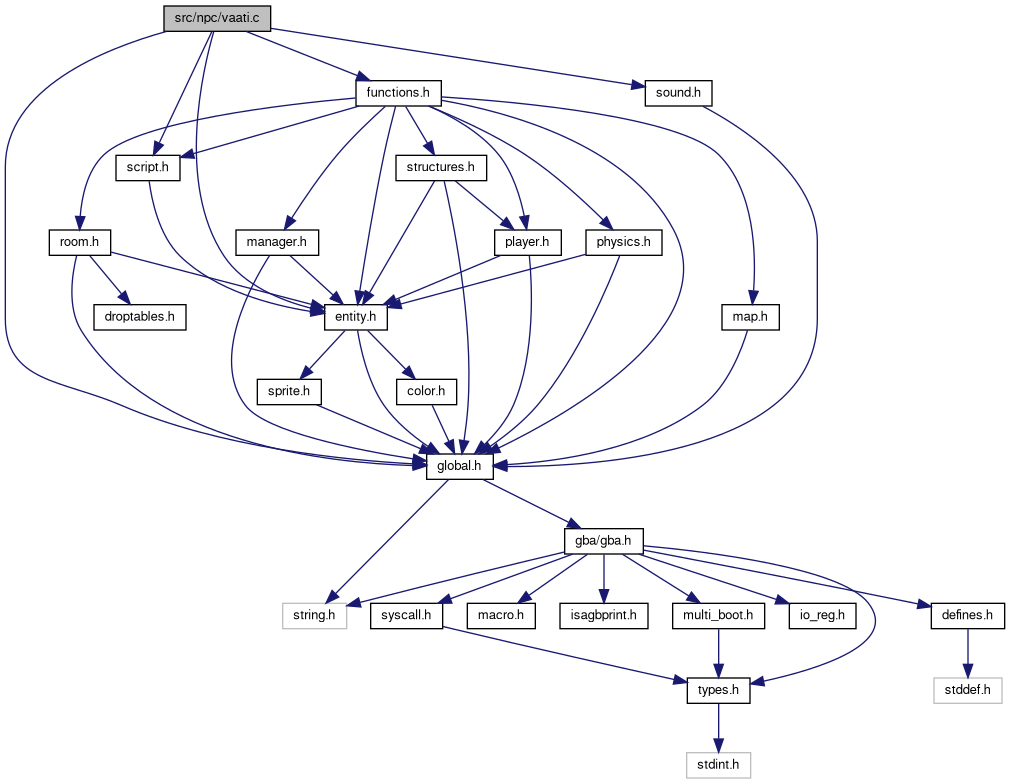 src/npc/vaati.c
functions.h
sound.h
script.h
structures.h
room.h
manager.h
player.h
physics.h
droptables.h
entity.h
map.h
sprite.h
color.h
global.h
gba/gba.h
string.h
syscall.h
macro.h
isagbprint.h
multi_boot.h
io_reg.h
defines.h
types.h
stddef.h
stdint.h